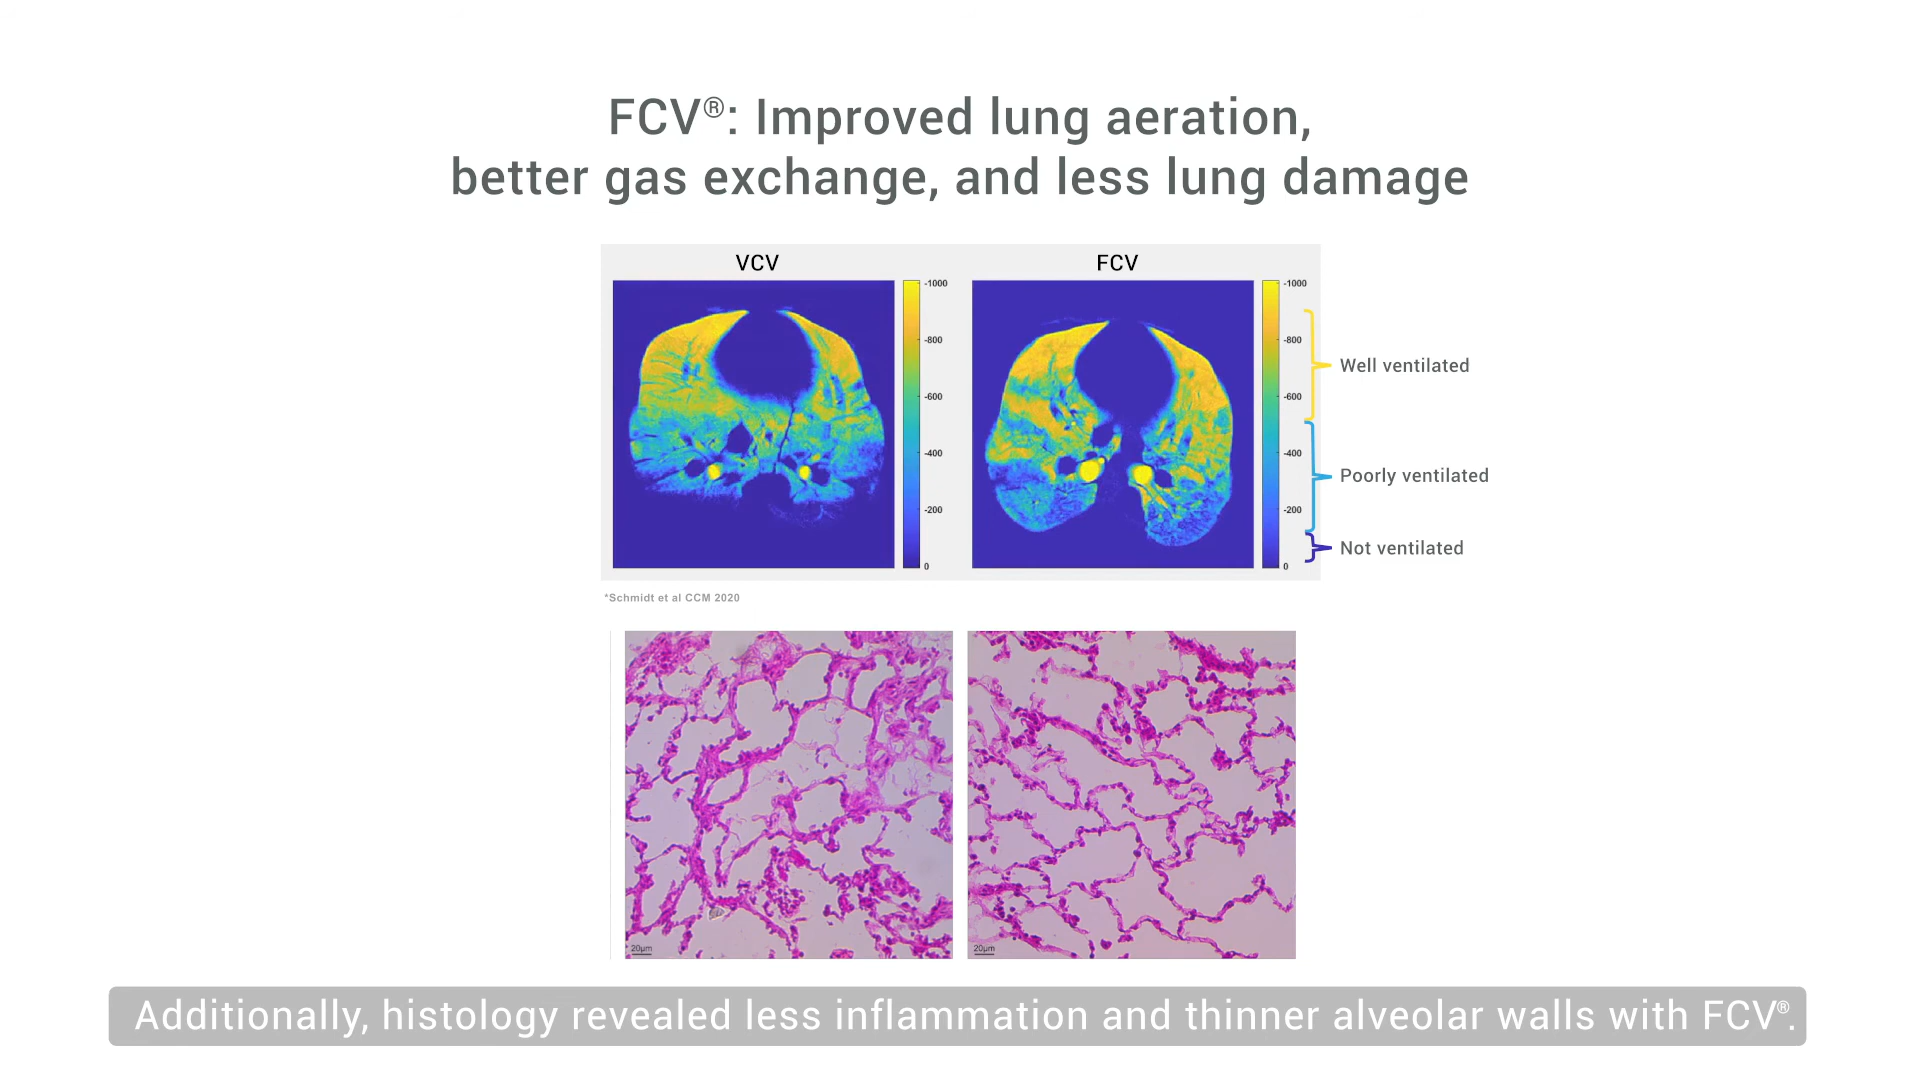 FCV®: Improved lung aeration,
better gas exchange, and less lung damage
VCV
FCV
-1000
-800
-600
-400
-200
0
-1000
-800
-600
-400
-200
0
Well ventilated
Poorly ventilated
Not ventilated
*Schmidt et al CCM 2020
20µm
20µm
Additionally, histology revealed less inflammation and thinner alveolar walls with FCV®.